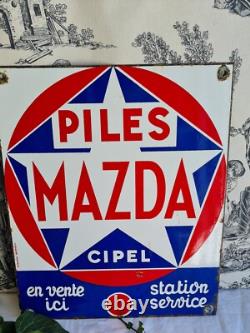 PILES
MAZDA
CIPEL
en vente station
ici service